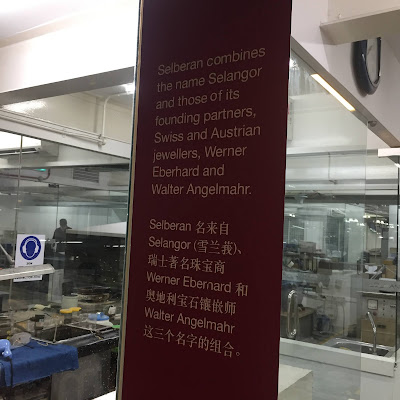 Selberan combines
the name Selangor
and those of its
founding partners,
Swiss and Austrian
jewellers, Werner
Eberhard and
Walter Angelmahr.
Selberan 名来自
Selangor (雪兰莪)、
瑞士著名珠宝商
Werner Ebernard 和
奥地利宝石镶嵌师
Walter Angelmahr
这三个名字的组合。